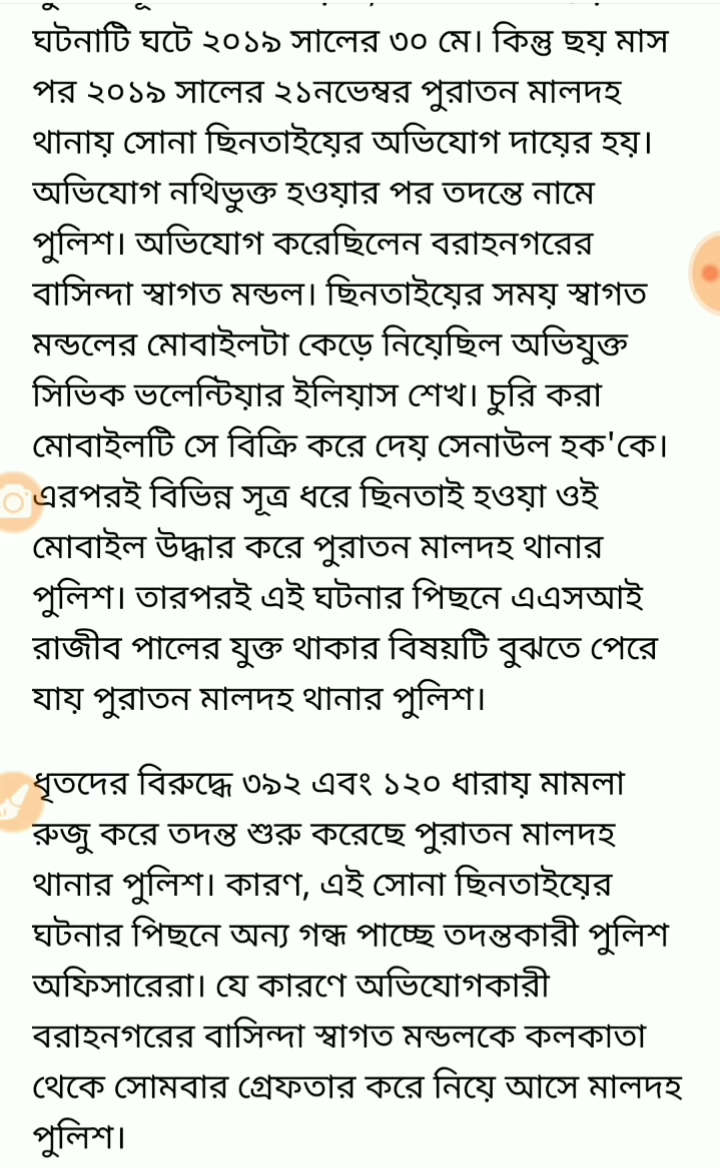 ঘটনাটি ঘটে ২০১৯ সালের ৩০ মে। কিন্তু ছয় মাস
পর ২০১৯ সালের ২১নভেম্বর পুরাতন মালদহ
থানায় সোনা ছিনতাইয়ের অভিযোগ দায়ের হয়।
অভিযোগ নথিভুক্ত হওয়ার পর তদন্তে নামে
পুলিশ। অভিযোগ করেছিলেন বরাহনগরের
বাসিন্দা স্বাগত মন্ডল। ছিনতাইয়ের সময় স্বাগত
মন্ডলের মোবাইলটা কেড়ে নিয়েছিল অভিযুক্ত
সিভিক ভলেন্টিয়ার ইলিয়াস শেখ। চুরি করা
মোবাইলটি সে বিক্রি করে দেয় সেনাউল হক'কে।
এরপরই বিভিন্ন সূত্র ধরে ছিনতাই হওয়া ওই
মোবাইল উদ্ধার করে পুরাতন মালদহ থানার
পুলিশ। তারপরই এই ঘটনার পিছনে এএসআই
রাজীব পালের যুক্ত থাকার বিষয়টি বুঝতে পেরে
যায় পুরাতন মালদহ থানার পুলিশ।
ধৃতদের বিরুদ্ধে ৩৯২ এবং ১২০ ধারায় মামলা
রুজু করে তদন্ত শুরু করেছে পুরাতন মালদহ
থানার পুলিশ। কারণ, এই সোনা ছিনতাইয়ের
ঘটনার পিছনে অন্য গন্ধ পাচ্ছে তদন্তকারী পুলিশ
অফিসারেরা। যে কারণে অভিযোগকারী
বরাহনগরের বাসিন্দা স্বাগত মন্ডলকে কলকাতা
থেকে সোমবার গ্রেফতার করে নিয়ে আসে মালদহ
পুলিশ।